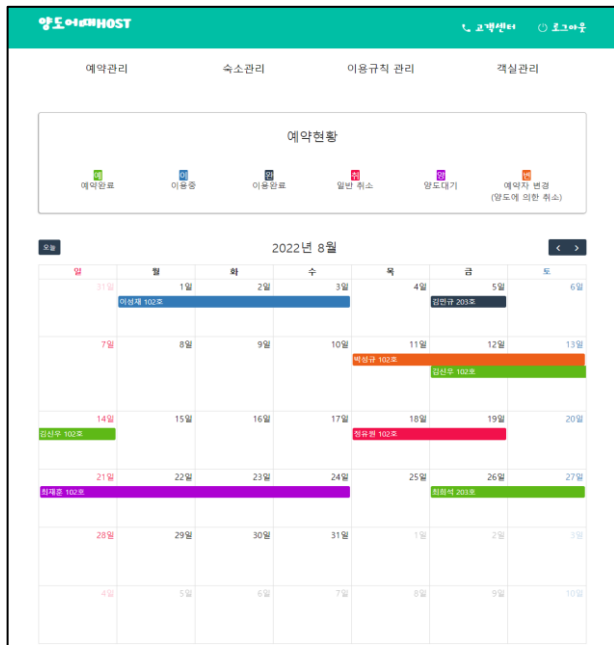 양도어때HOST 고객센터 로그아웃
예약관리 숙소관리 이용규칙 관리 객실관리
예약현황
예 이 완 취 양 변
예약완료 이용중 이용완료 일반 취소 양도대기 예약자 변경
(양도에 의한 취소)
오늘 2022년 8월 < >
일 월 화 수 목 금 토
31일 1일 2일 3일 4일 5일 6일
이성재 102호 김민규 203호
7일 8일 9일 10일 11일 12일 13일
박성규 102호
김신우 102호
14일 15일 16일 17일 18일 19일 20일
김신우 102호 정유원 102호
21일 22일 23일 24일 25일 26일 27일
최재훈 102호 최희석 203호
28일 29일 30일 31일 1일 2일 3일
4일 5일 6일 7일 8일 9일 10일